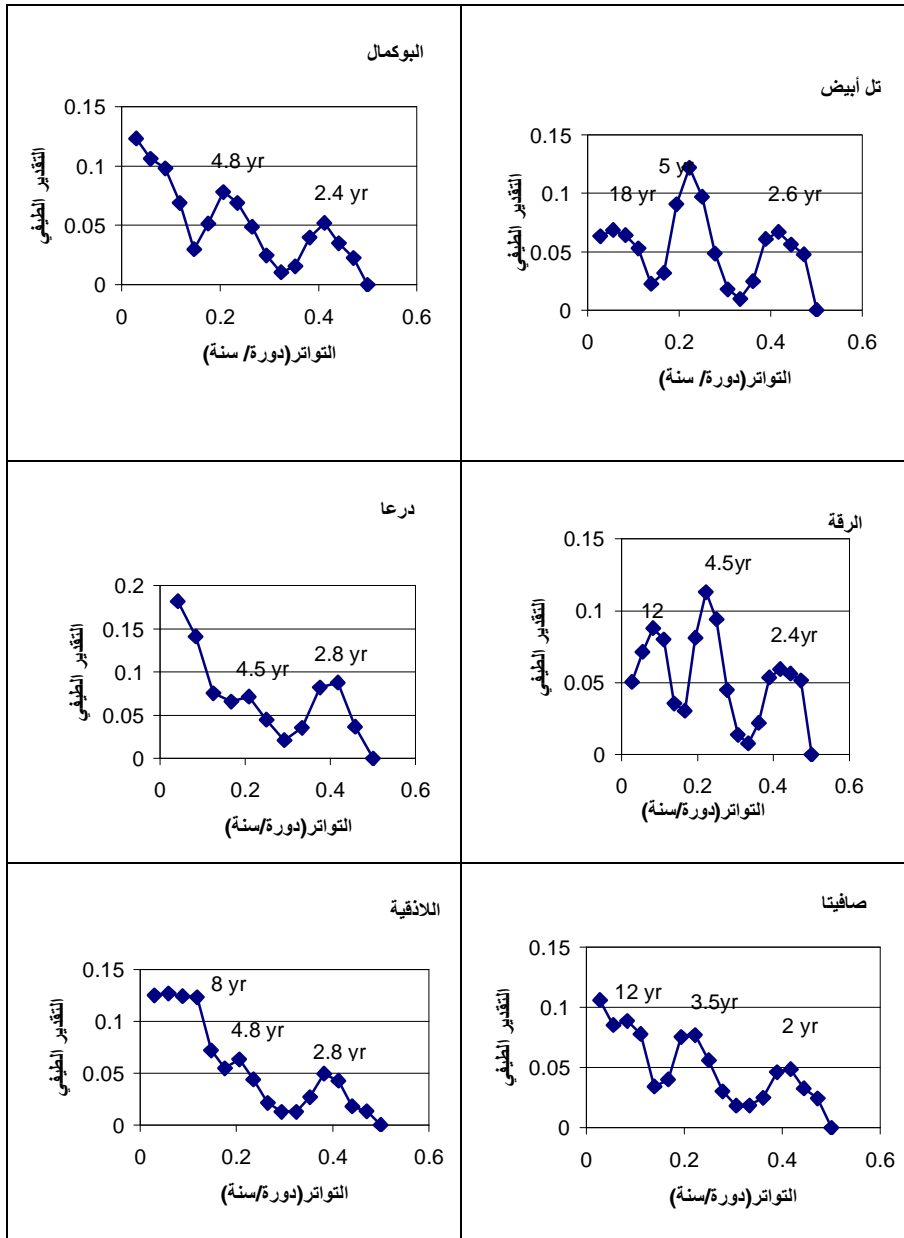 البوكمال
0.15
0.1
0.05
0
4.8 yr
2.4 yr
0 0.2 0.4 0.6
التقدير الطيفي
التواتر(دورة/ سنة)
تل أبيض
0.15
0.1
0.05
0
18 yr
5 yr
2.6 yr
0 0.2 0.4 0.6
التقدير الطيفي
التواتر(دورة/ سنة)
درعا
0.2
0.15
0.1
0.05
0
4.5 yr
2.8 yr
0 0.2 0.4 0.6
التقدير الطيفي
التواتر(دورة/سنة)
الرقة
0.15
0.1
0.05
0
12
4.5yr
2.4yr
0 0.2 0.4 0.6
التقدير الطيفي
التواتر(دورة/سنة)
اللاذقية
0.15
0.1
0.05
0
8 yr
4.8 yr
2.8 yr
0 0.2 0.4 0.6
التقدير الطيفي
التواتر(دورة/سنة)
صافيتا
0.15
0.1
0.05
0
12 yr
3.5yr
2 yr
0 0.2 0.4 0.6
التقدير الطيفي
التواتر(دورة/سنة)